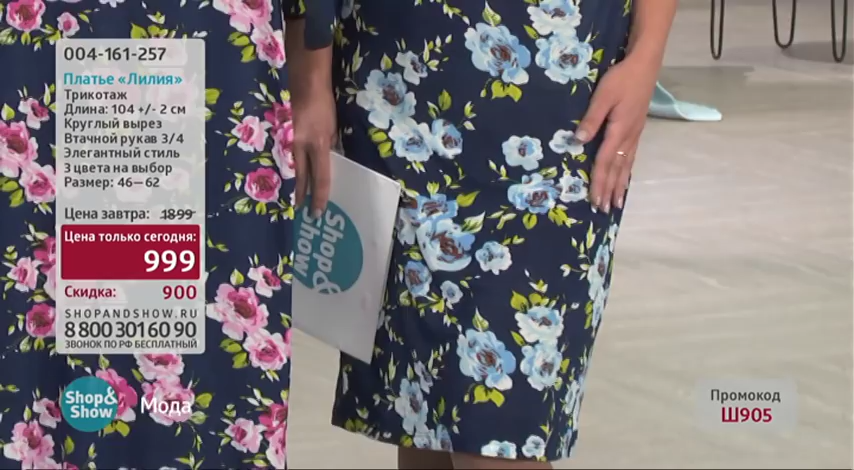 004-161-257
Платье «Лилия»
Трикотаж
Длина: 104 +/- 2 см
Круглый вырез
Втачной рукав 3/4
Элегантный стиль
3 цвета на выбор
Размер: 46—62
Цена завтра: 1899
Цена только сегодня:
999
Скидка: 900
SHOPANDSHOW.RU
8 800 301 60 90
ЗВОНОК ПО РФ БЕСПЛАТНЫЙ
Shop&
Show
Мода
Shop&
Show
Промокод
Ш905